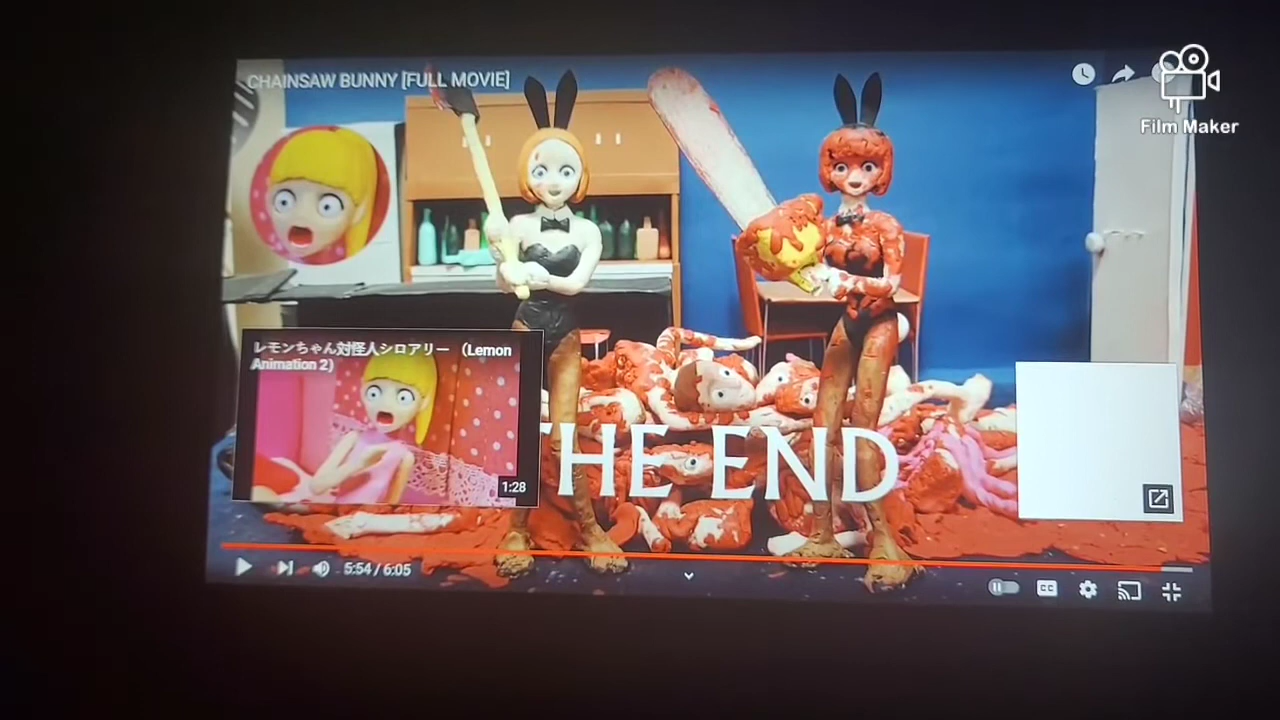 CHAINSAW BUNNY [FULL MOVIE]
Film Maker
レモンちゃん対怪人シロアリー （Lemon
Animation 2)
THE END
1:28
5:54 / 6:05
CC